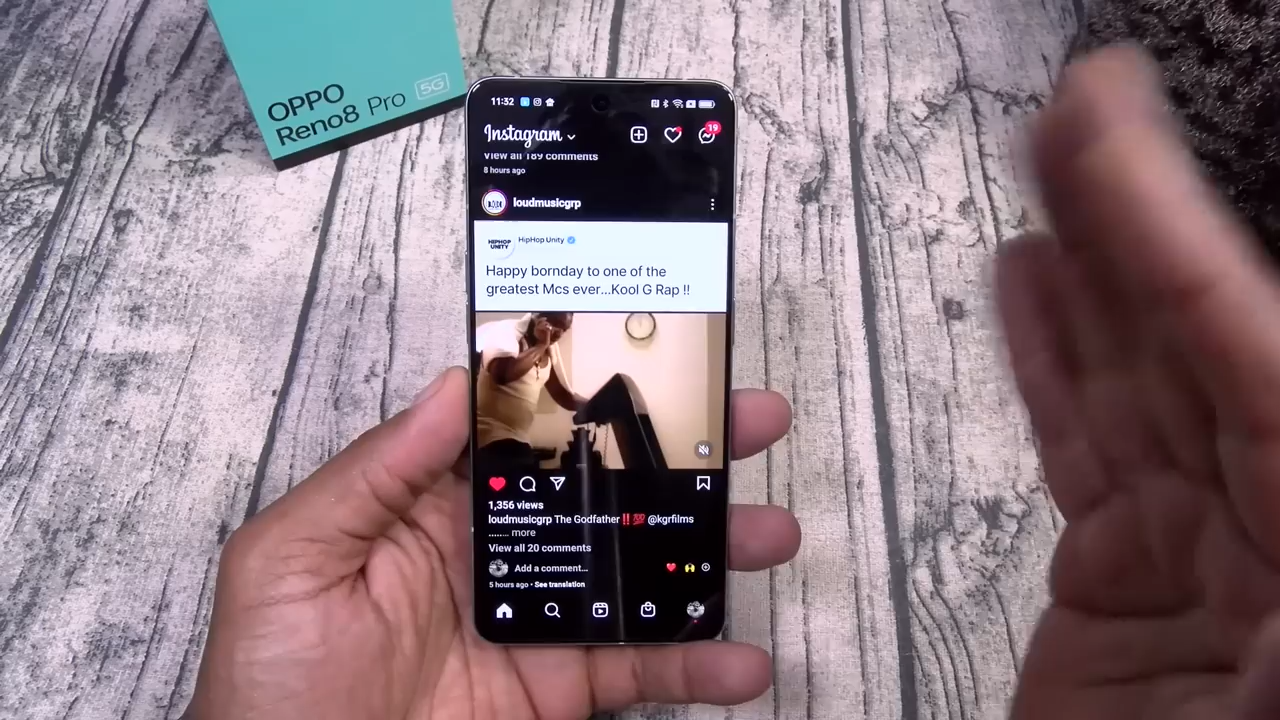 OPPO
Reno8 Pro 5G
11:32
Instagram
19
View all 189 comments
8 hours ago
loudmusicgrp
HIPHOP
UNITY
HipHop Unity
Happy bornday to one of the
greatest Mcs ever...Kool G Rap !!
1,356 views
loudmusicgrp The Godfather ‼️💯 @kgrfilms
...... more
View all 20 comments
Add a comment...
5 hours ago • See translation